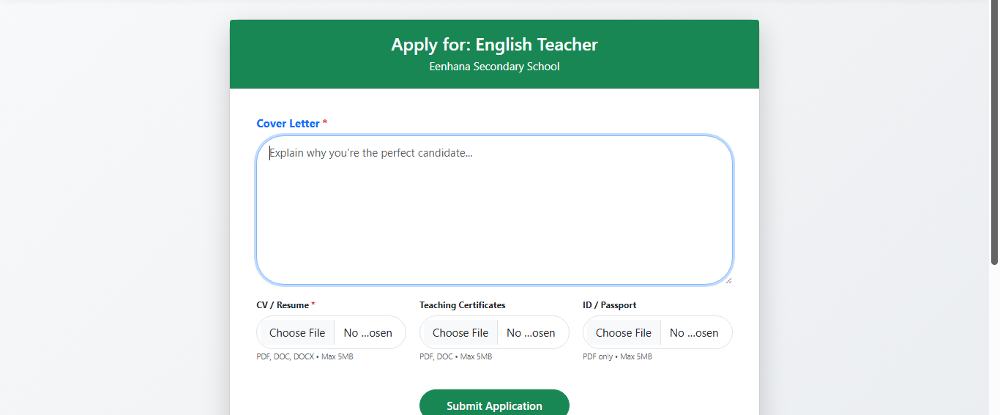 Apply for: English Teacher
Eenhana Secondary School
Cover Letter *
Explain why you're the perfect candidate...
CV / Resume * Teaching Certificates ID / Passport
Choose File No ...osen Choose File No ...osen Choose File No ...osen
PDF, DOC, DOCX • Max 5MB PDF, DOC • Max 5MB PDF only • Max 5MB
Submit Application